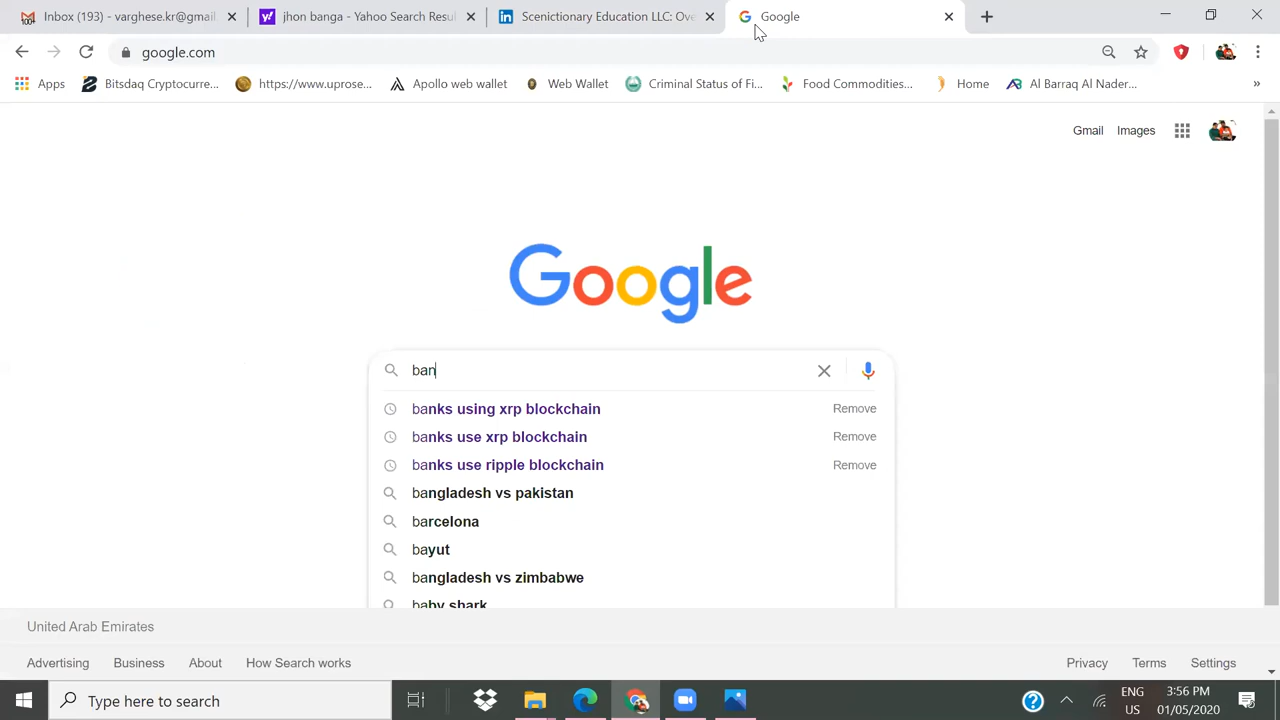 Inbox (193) - varghese.kr@gmail
jhon banga - Yahoo Search Resul
Scenictionary Education LLC: Ove
Google
google.com
Apps
Bitsdaq Cryptocurre...
https://www.uprose...
Apollo web wallet
Web Wallet
Criminal Status of Fi...
Food Commodities...
Home
Al Barraq Al Nader...
»
Gmail Images
Google
ban
banks using xrp blockchain Remove
banks use xrp blockchain Remove
banks use ripple blockchain Remove
bangladesh vs pakistan
barcelona
bayut
bangladesh vs zimbabwe
baby shark
United Arab Emirates
Advertising Business About How Search works Privacy Terms Settings
Type here to search
ENG
US
3:56 PM
01/05/2020